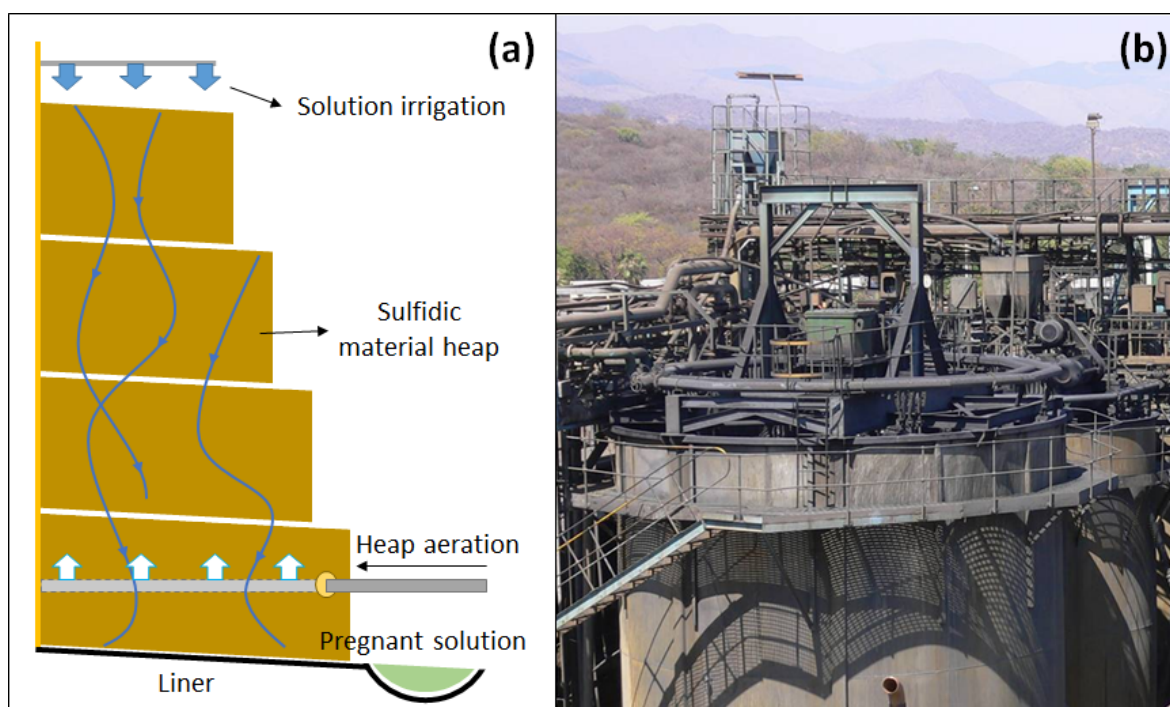 (a)
(b)
Solution irrigation
Sulfidic
material heap
Heap aeration
Pregnant solution
Liner